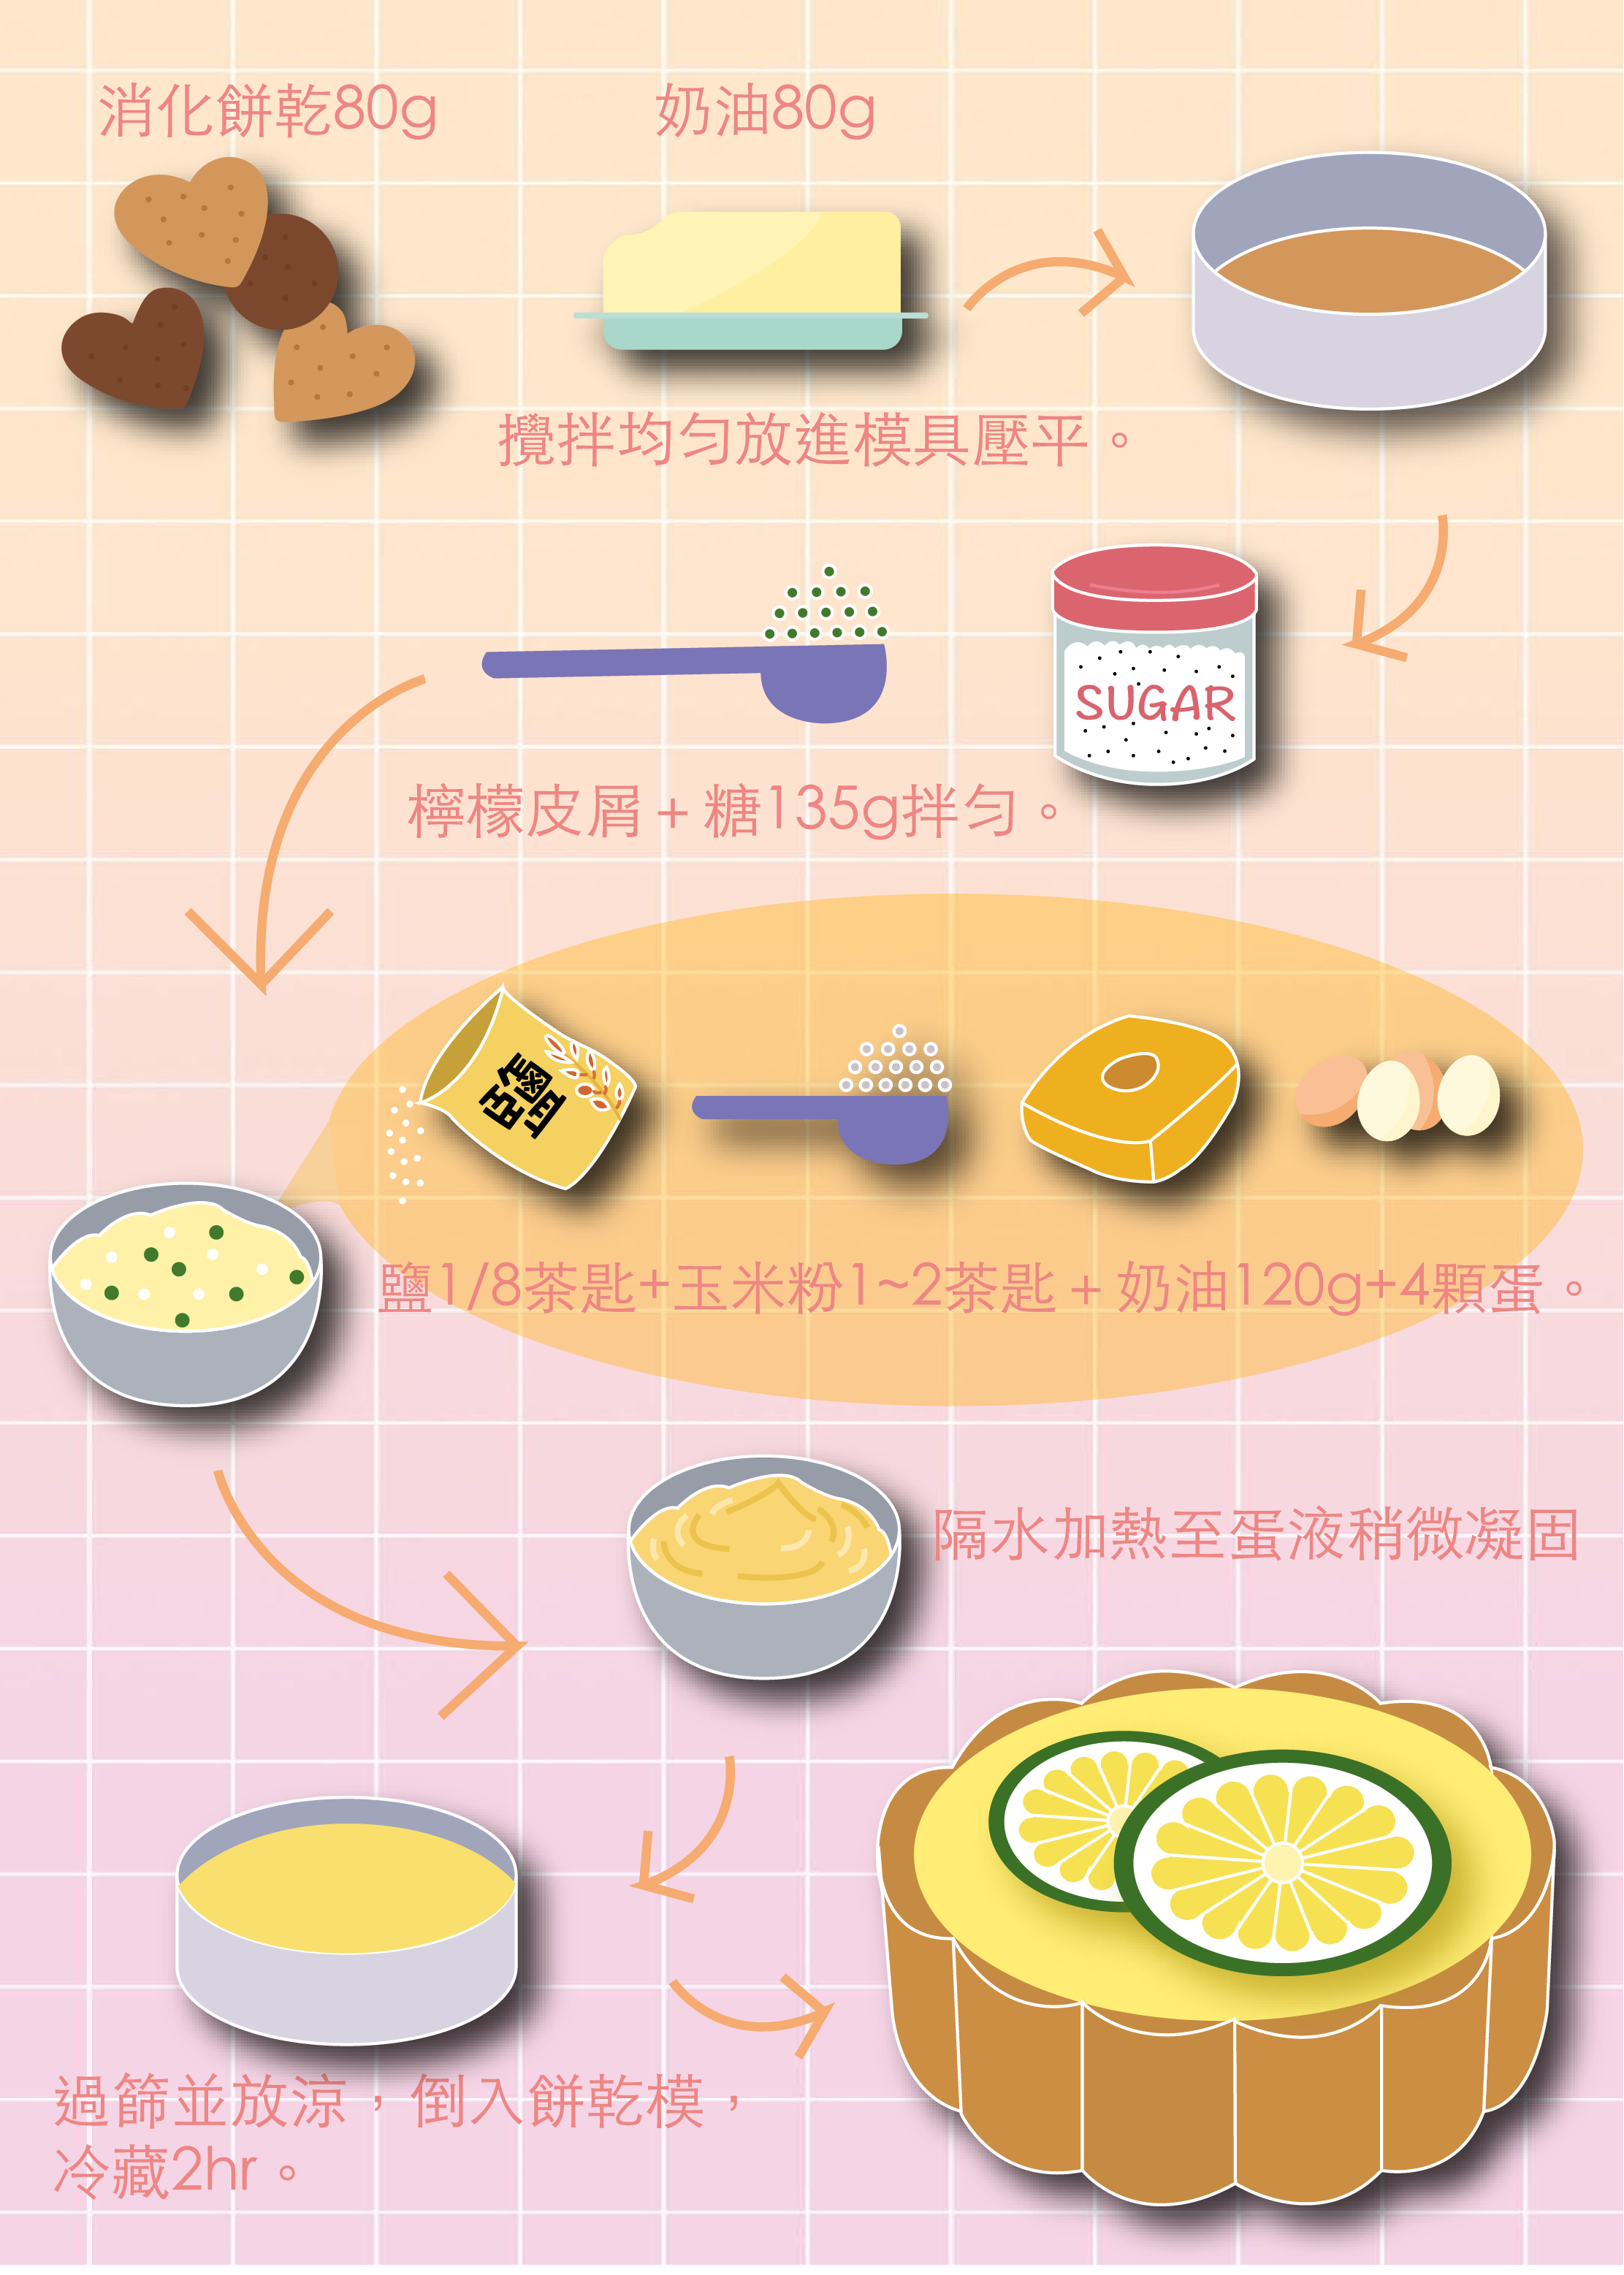 消化餅乾80g
奶油80g
攪拌均勻放進模具壓平。
SUGAR
檸檬皮屑+糖135g拌勻。
鹽
鹽1/8茶匙+玉米粉1~2茶匙+奶油120g+4顆蛋。
隔水加熱至蛋液稍微凝固
過篩並放涼，倒入餅乾模，
冷藏2hr。